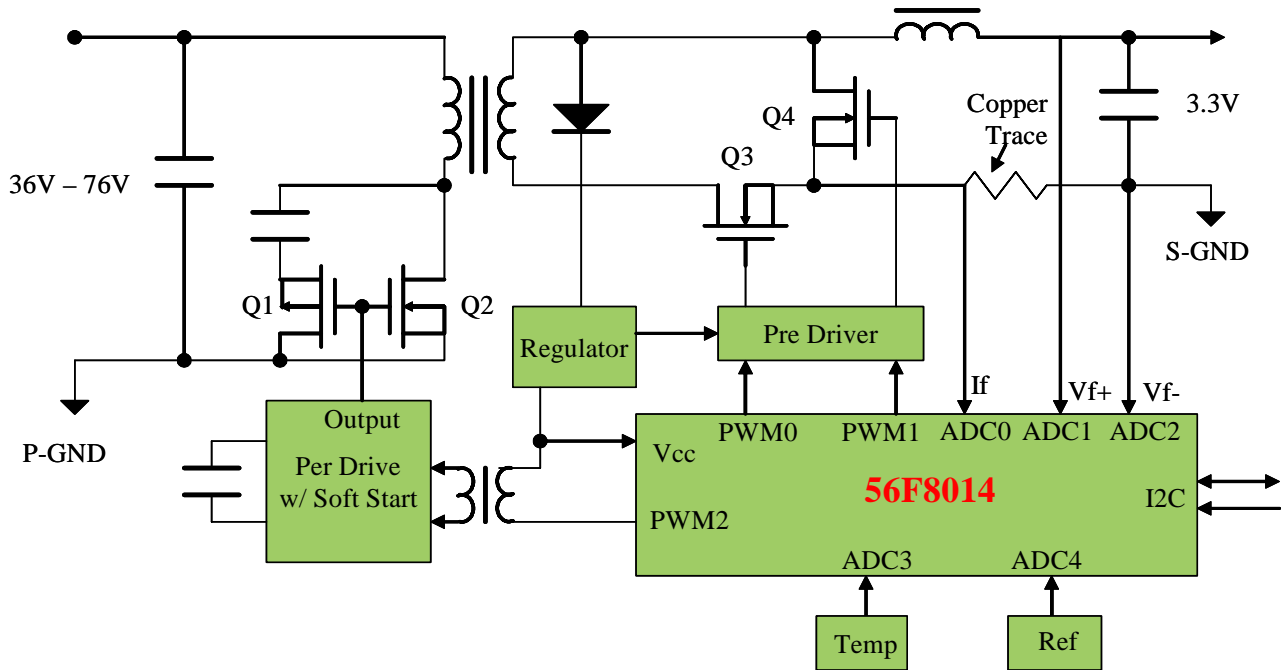 Copper
Trace
3.3V
Q4
Q3
36V – 76V
S-GND
Q1
Q2
Regulator
Pre Driver
If
Vf+
Vf-
Output
P-GND
Per Drive
w/ Soft Start
Vcc
PWM0
PWM1
ADC0
ADC1
ADC2
56F8014
I2C
PWM2
ADC3
ADC4
Temp
Ref